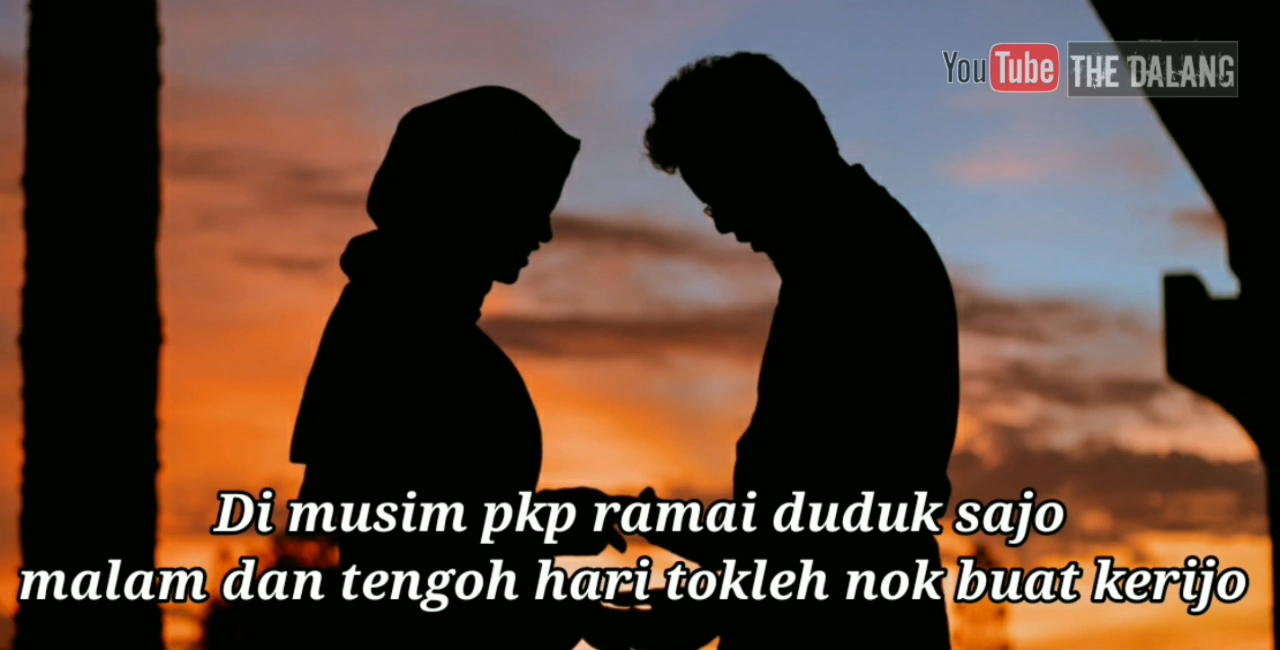 YouTube THE DALANG
Di musim pkp ramai duduk sajo
malam dan tengoh hari tokleh nok buat kerijo